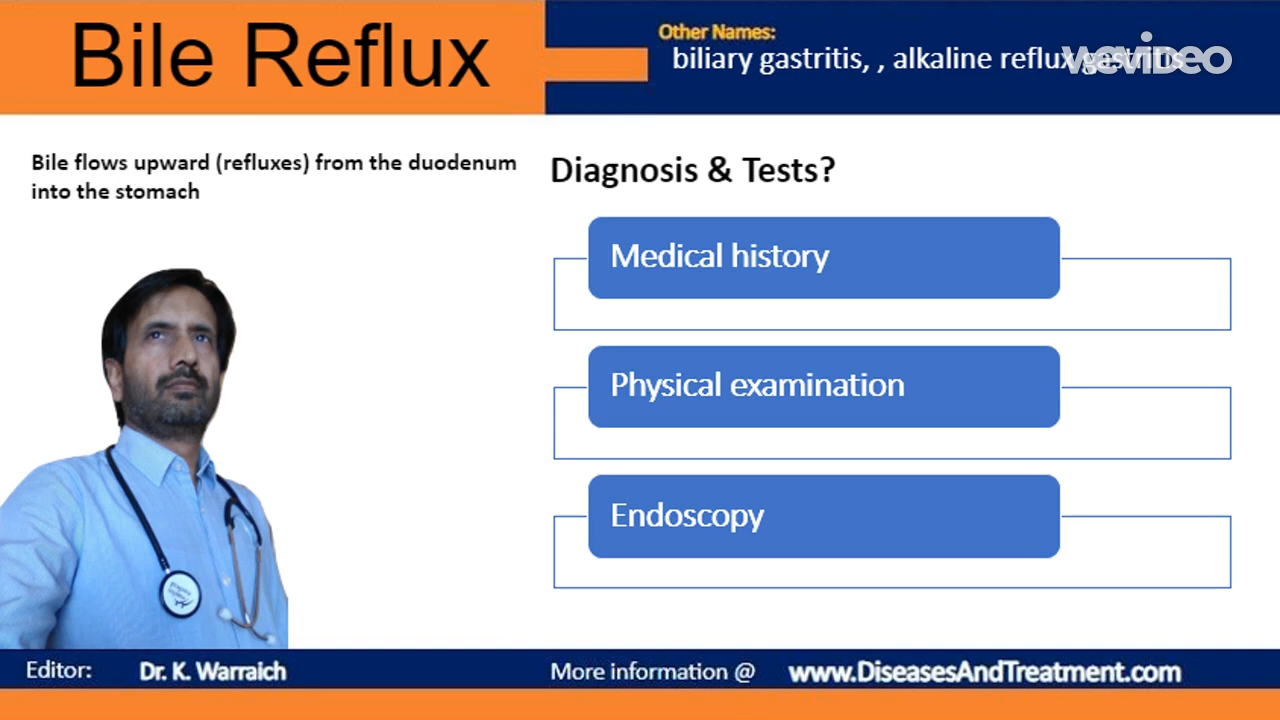 Bile Reflux
Other Names:
biliary gastritis, , alkaline reflux gastritis
wevideo
Bile flows upward (refluxes) from the duodenum
into the stomach
Diagnosis & Tests?
Medical history
Physical examination
Endoscopy
Editor:
Dr. K. Warraich
More information @
www.DiseasesAndTreatment.com